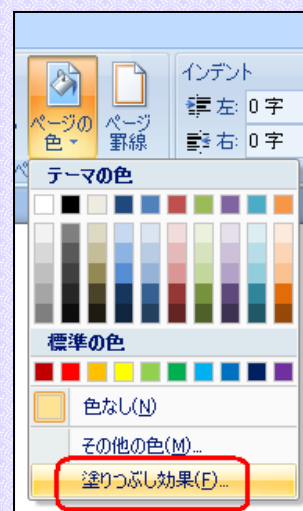 インデント
ページの色
ページ罫線
左: 0 字
右: 0 字
テーマの色
標準の色
色なし(N)
その他の色(M)...
塗りつぶし効果(F)...